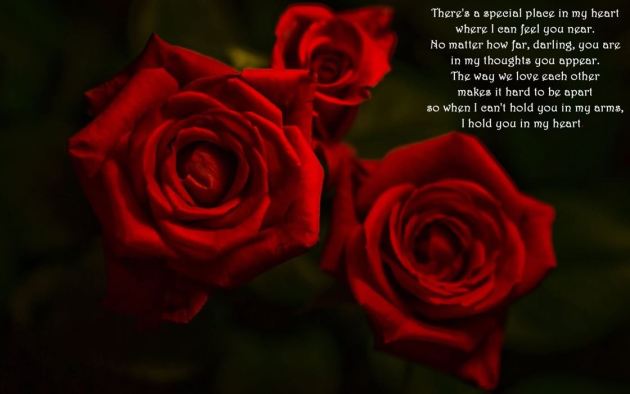 There's a special place in my heart
where I can feel you near.
No matter how far, darling, you are
in my thoughts you appear.
The way we love each other
makes it hard to be apart
so when I can't hold you in my arms,
I hold you in my heart